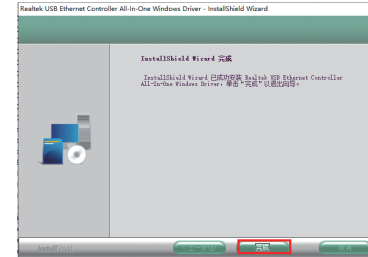 Realtek USB Ethernet Controller All-In-One Windows Driver - InstallShield Wizard
InstallShield Wizard 完成
InstallShield Wizard 已成功安装 Realtek USB Ethernet Controller
All-In-One Windows Driver。单击“完成”以退出向导。
InstallShield
完成